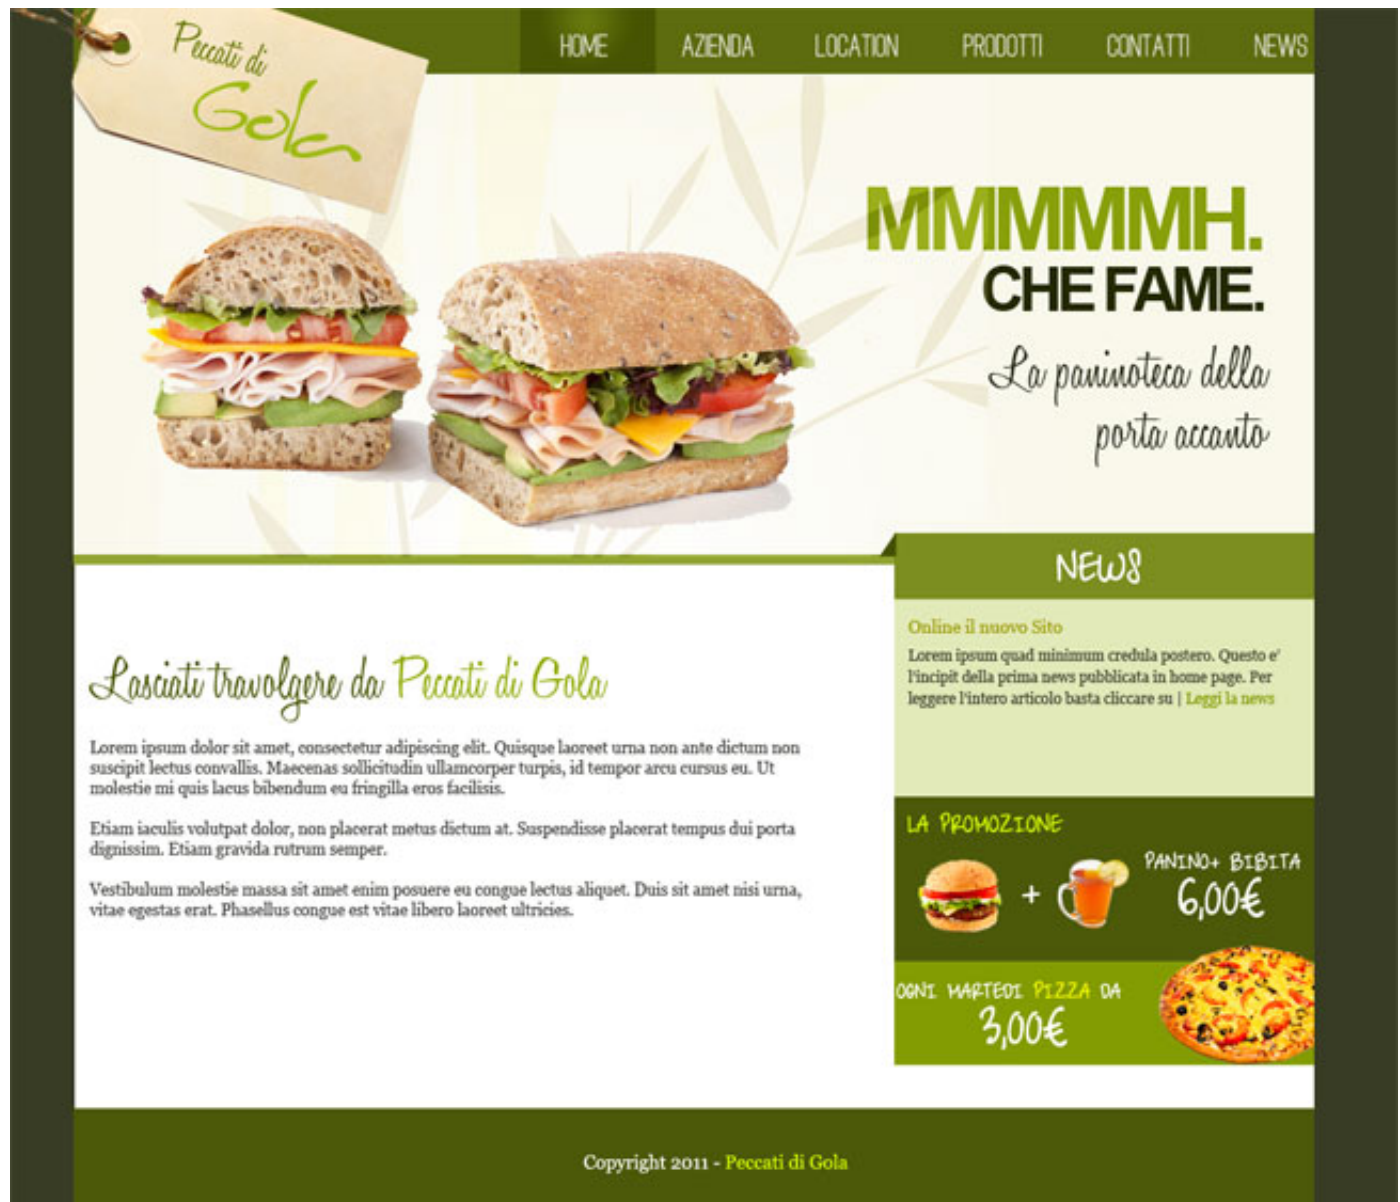 Peccati di
Gola
HOME AZIENDA LOCATION PRODOTTI CONTATTI NEWS
MMMMMH.
CHE FAME.
La paninoteca della
porta accanto
NEWS
Online il nuovo Sito
Lorem ipsum quad minimum credula postero. Questo e'
l'incipit della prima news pubblicata in home page. Per
leggere l'intero articolo basta cliccare su | Leggi la news
Lasciati travolgere da Peccati di Gola
Lorem ipsum dolor sit amet, consectetur adipiscing elit. Quisque laoreet urna non ante dictum non
suscipit lectus convallis. Maecenas sollicitudin ullamcorper turpis, id tempor arcu cursus eu. Ut
molestie mi quis lacus bibendum eu fringilla eros facilisis.
Etiam iaculis volutpat dolor, non placerat metus dictum at. Suspendisse placerat tempus dui porta
dignissim. Etiam gravida rutrum semper.
Vestibulum molestie massa sit amet enim posuere eu congue lectus aliquet. Duis sit amet nisi urna,
vitae egestas erat. Phasellus congue est vitae libero laoreet ultricies.
LA PROMOZIONE
+
PANINO+ BIBITA
6,00€
OGNI MARTEDI PIZZA DA
3,00€
Copyright 2011 - Peccati di Gola